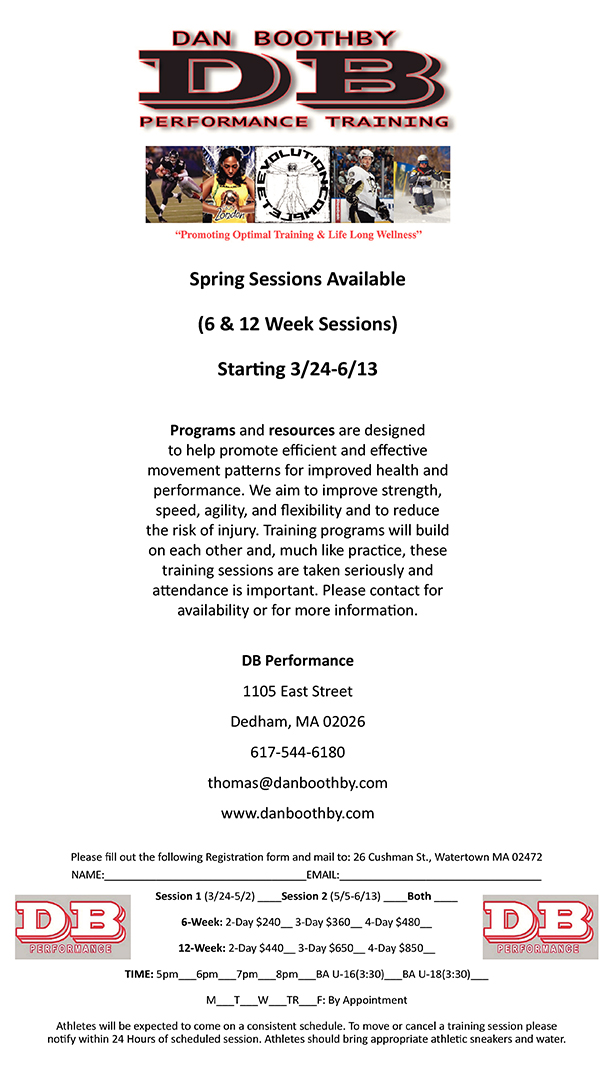 DAN BOOTHBY
DB
PERFORMANCE TRAINING
London
EVOLUTION
COMPLETE
"Promoting Optimal Training & Life Long Wellness"
Spring Sessions Available
(6 & 12 Week Sessions)
Starting 3/24-6/13
Programs and resources are designed
to help promote efficient and effective
movement patterns for improved health and
performance. We aim to improve strength,
speed, agility, and flexibility and to reduce
the risk of injury. Training programs will build
on each other and, much like practice, these
training sessions are taken seriously and
attendance is important. Please contact for
availability or for more information.
DB Performance
1105 East Street
Dedham, MA 02026
617-544-6180
thomas@danboothby.com
www.danboothby.com
Please fill out the following Registration form and mail to: 26 Cushman St., Watertown MA 02472
NAME:__________________________________EMAIL:__________________________________
Session 1 (3/24-5/2) ____Session 2 (5/5-6/13) ____Both ____
6-Week: 2-Day $240__ 3-Day $360__ 4-Day $480__
12-Week: 2-Day $440__ 3-Day $650__ 4-Day $850__
DB
PERFORMANCE
DB
PERFORMANCE
TIME: 5pm___6pm___7pm___8pm___BA U-16(3:30)___BA U-18(3:30)___
M___T___W___TR___F: By Appointment
Athletes will be expected to come on a consistent schedule. To move or cancel a training session please
notify within 24 Hours of scheduled session. Athletes should bring appropriate athletic sneakers and water.